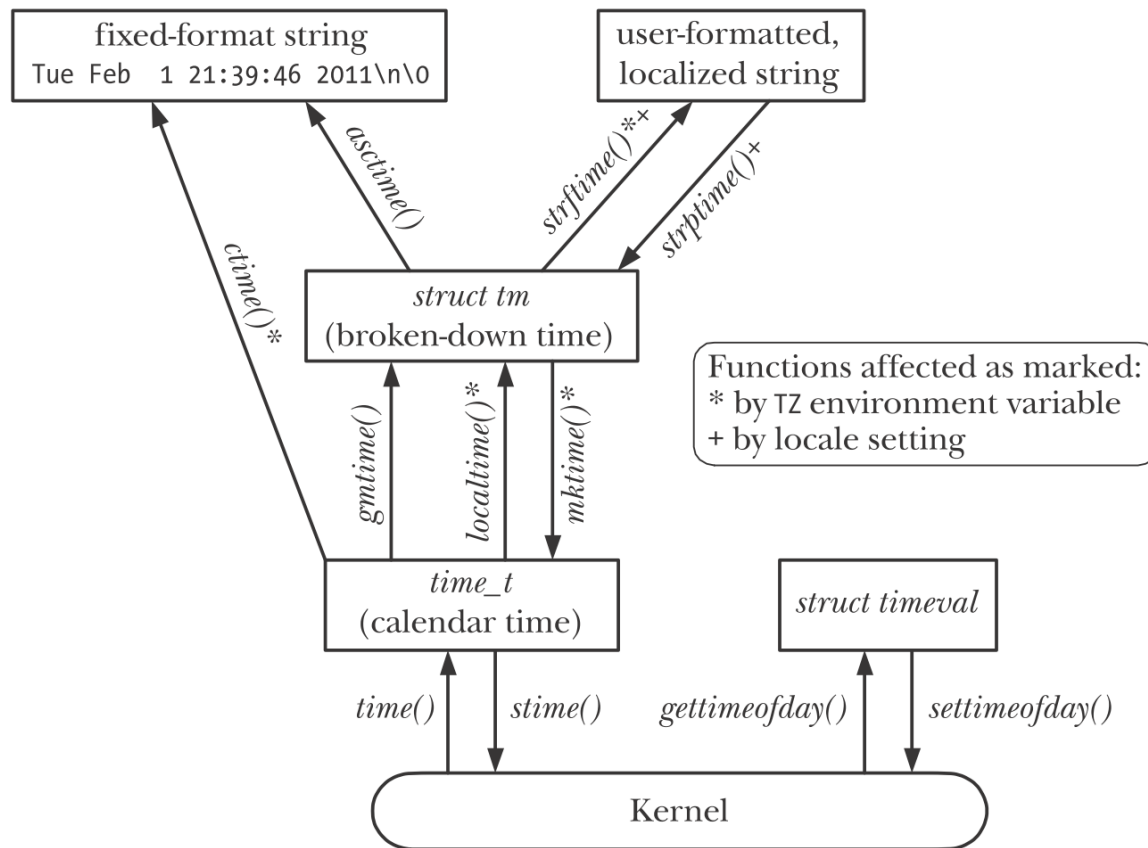 fixed-format string
Tue Feb  1 21:39:46 2011\n\0
user-formatted,
localized string
asctime()
strftime()*+
strptime()+
ctime()*
struct tm
(broken-down time)
Functions affected as marked:
* by TZ environment variable
+ by locale setting
gmtime()
localtime()*
mktime()*
time_t
(calendar time)
struct timeval
time()
stime()
gettimeofday()
settimeofday()
Kernel